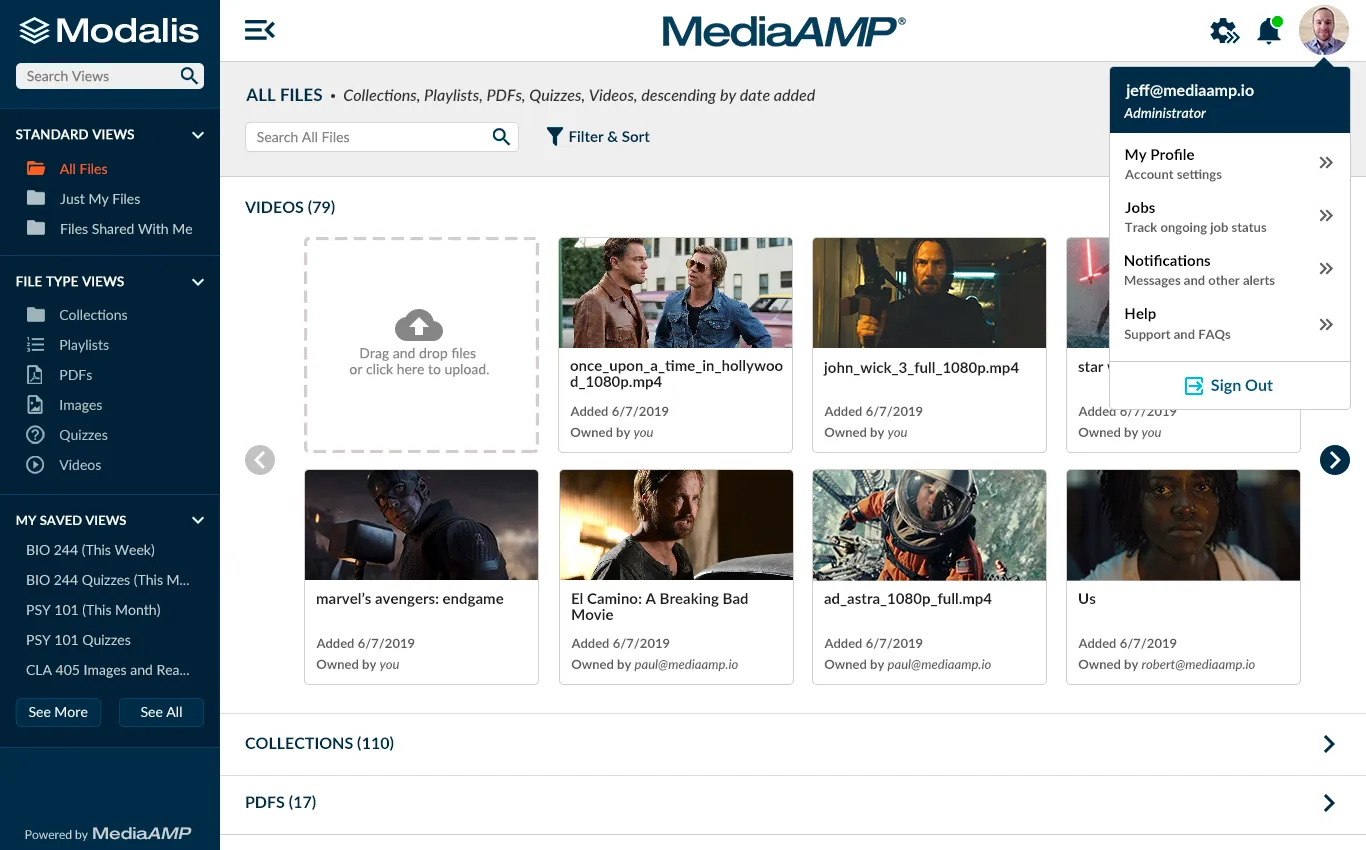 Modalis
Search Views
STANDARD VIEWS
All Files
Just My Files
Files Shared With Me
FILE TYPE VIEWS
Collections
Playlists
PDFs
Images
Quizzes
Videos
MY SAVED VIEWS
BIO 244 (This Week)
BIO 244 Quizzes (This M...
PSY 101 (This Month)
PSY 101 Quizzes
CLA 405 Images and Rea...
See More
See All
Powered by MediaAMP
MediaAMP®
ALL FILES • Collections, Playlists, PDFs, Quizzes, Videos, descending by date added
Search All Files
Filter & Sort
jeff@mediaamp.io
Administrator
My Profile
Account settings
Jobs
Track ongoing job status
Notifications
Messages and other alerts
Help
Support and FAQs
Sign Out
VIDEOS (79)
Drag and drop files
or click here to upload.
once_upon_a_time_in_hollywoo
d_1080p.mp4
Added 6/7/2019
Owned by you
john_wick_3_full_1080p.mp4
Added 6/7/2019
Owned by you
star
Added 6/7/2019
Owned by you
marvel's avengers: endgame
Added 6/7/2019
Owned by you
El Camino: A Breaking Bad
Movie
Added 6/7/2019
Owned by paul@mediaamp.io
ad_astra_1080p_full.mp4
Added 6/7/2019
Owned by paul@mediaamp.io
Us
Added 6/7/2019
Owned by robert@mediaamp.io
COLLECTIONS (110)
PDFS (17)